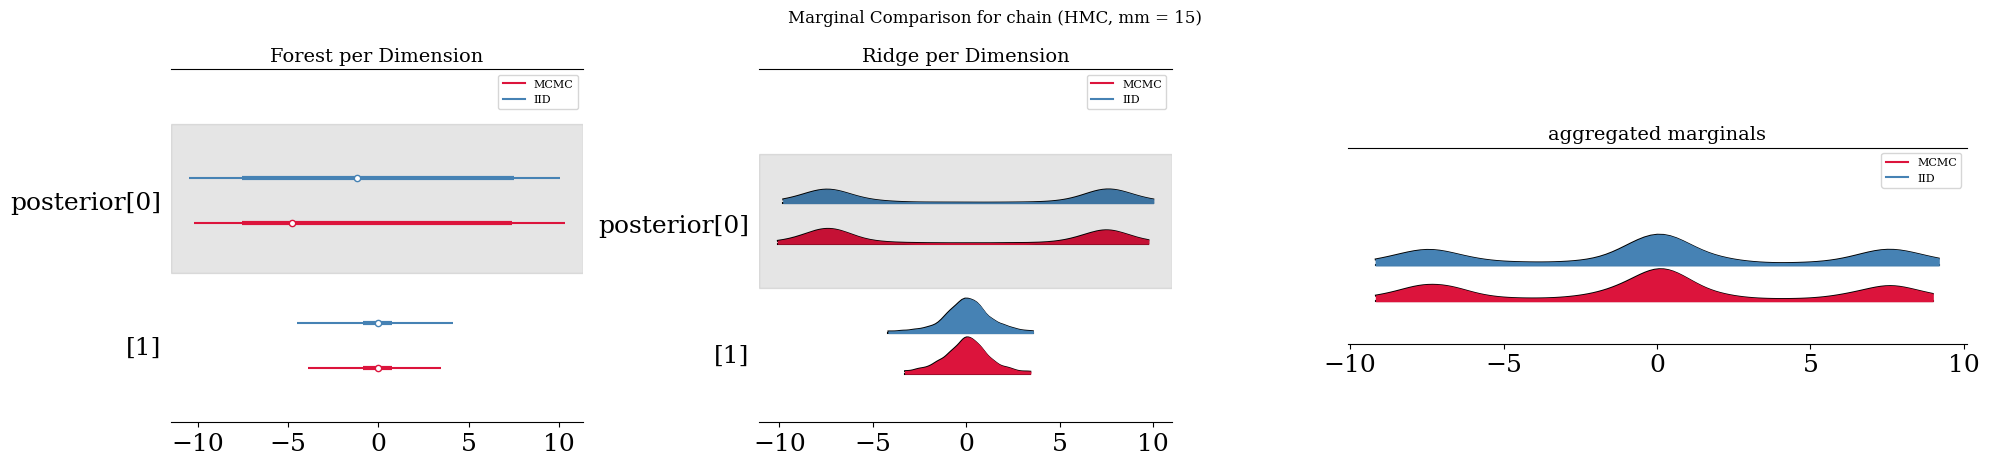 Marginal Comparison for chain (HMC, mm = 15)
Forest per Dimension
MCMC
IID
posterior[0]
[1]
−10 −5 0 5 10
Ridge per Dimension
MCMC
IID
posterior[0]
[1]
−10 −5 0 5 10
aggregated marginals
MCMC
IID
−10 −5 0 5 10